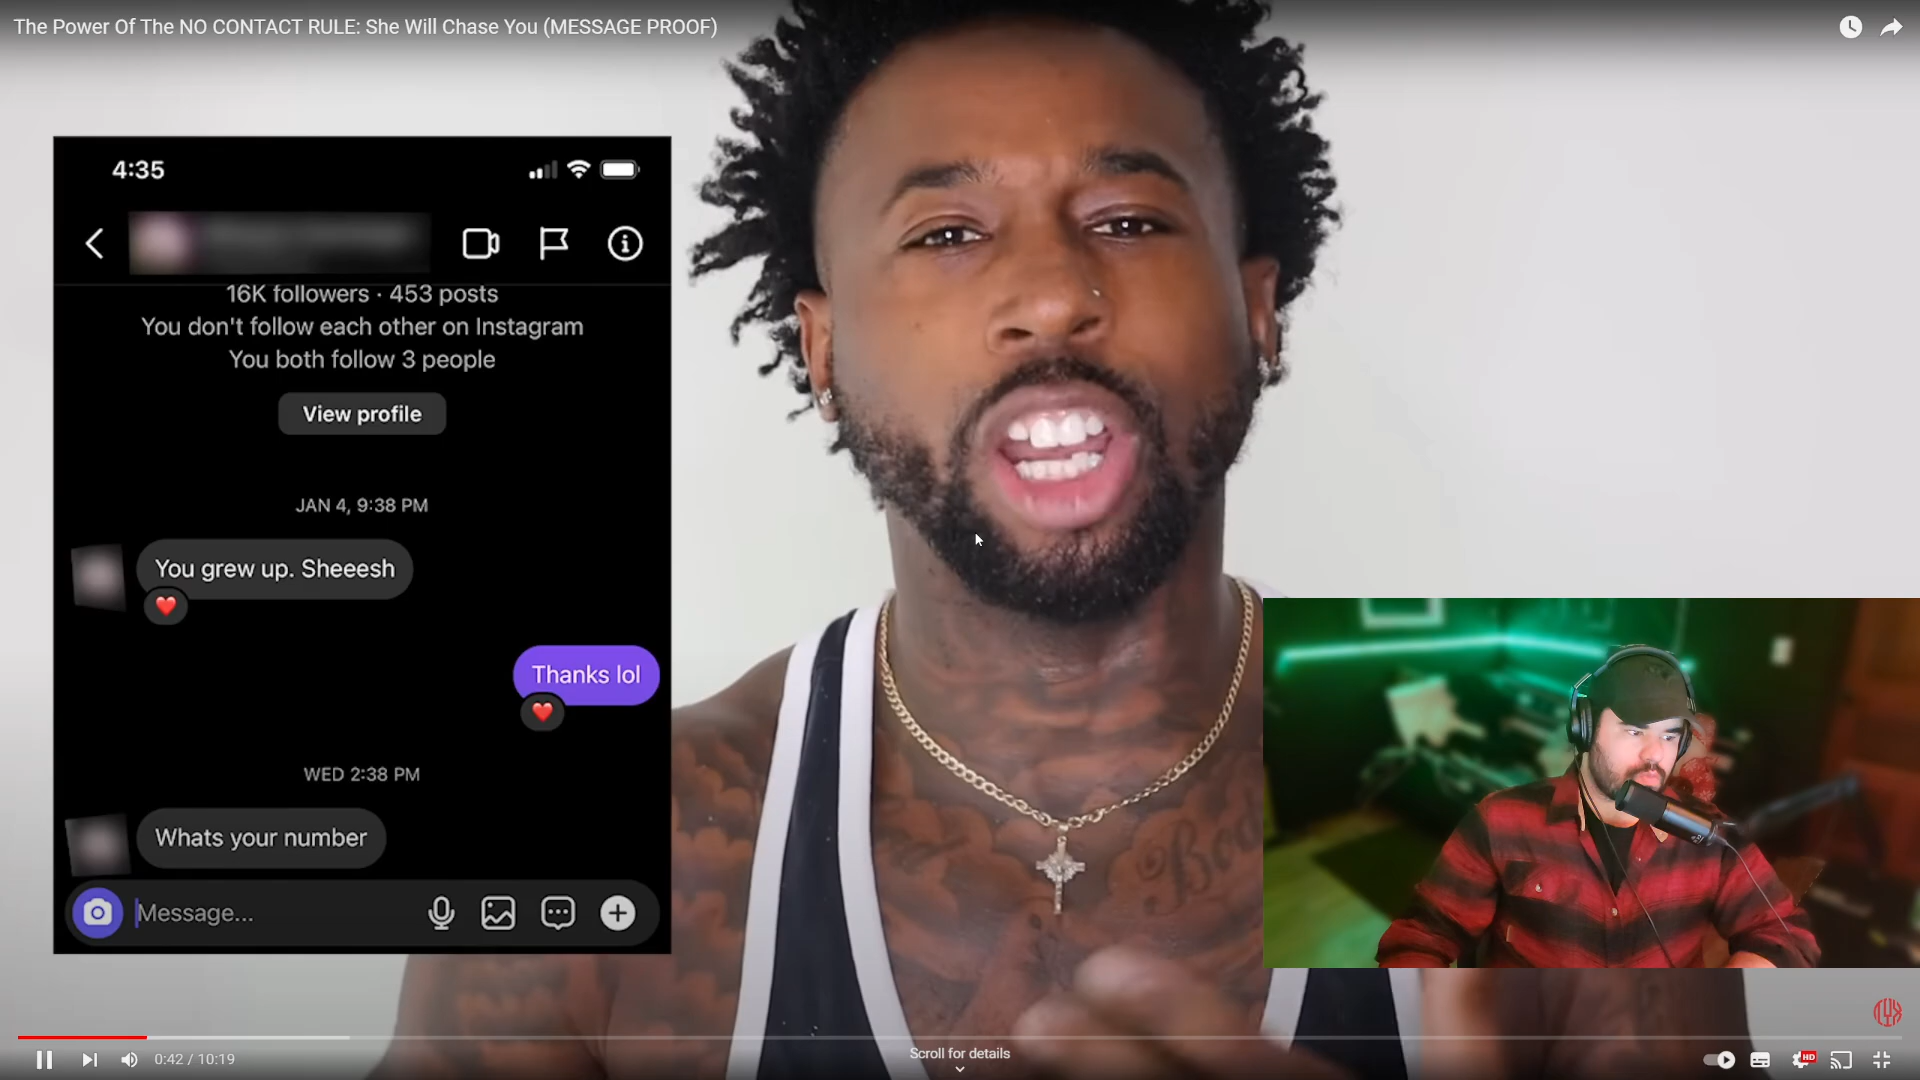 The Power Of The NO CONTACT RULE: She Will Chase You (MESSAGE PROOF)
4:35
16K followers · 453 posts
You don't follow each other on Instagram
You both follow 3 people
View profile
JAN 4, 9:38 PM
You grew up. Sheeesh
Thanks lol
WED 2:38 PM
Whats your number
Message...
0:42 / 10:19
Scroll for details
HD